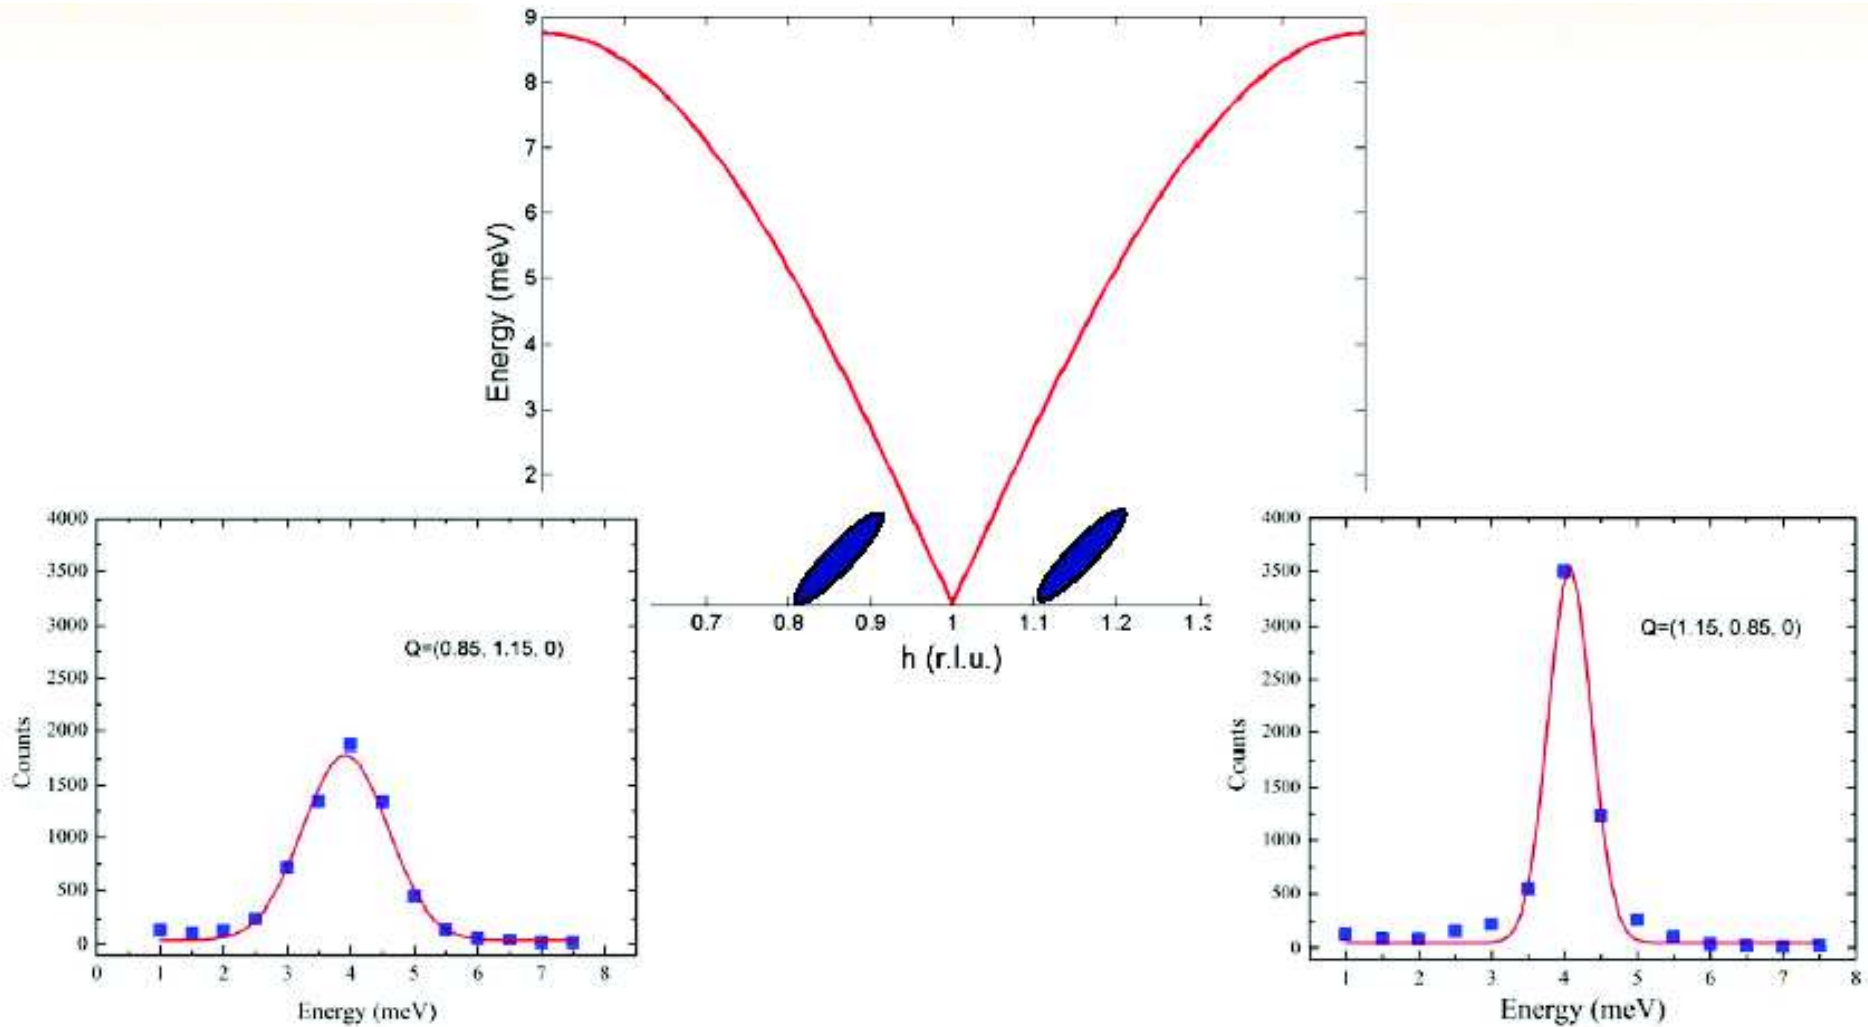 9
8
7
6
5
4
3
2
Energy (meV)
0.7 0.8 0.9 1 1.1 1.2 1.3
h (r.l.u.)
4000
3500
3000
2500
2000
1500
1000
500
0
Counts
Q=(0.85, 1.15, 0)
0 1 2 3 4 5 6 7 8
Energy (meV)
4000
3500
3000
2500
2000
1500
1000
500
0
Counts
Q=(1.15, 0.85, 0)
1 2 3 4 5 6 7 8
Energy (meV)